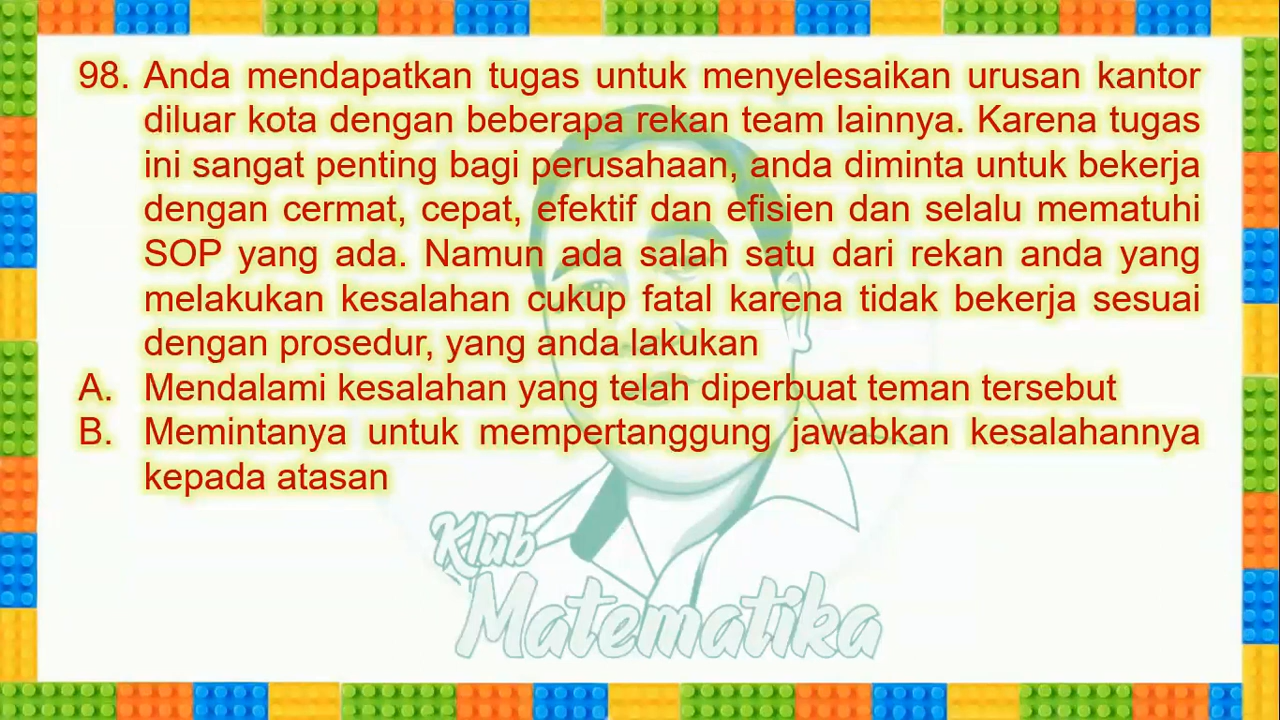 98. Anda mendapatkan tugas untuk menyelesaikan urusan kantor
diluar kota dengan beberapa rekan team lainnya. Karena tugas
ini sangat penting bagi perusahaan, anda diminta untuk bekerja
dengan cermat, cepat, efektif dan efisien dan selalu mematuhi
SOP yang ada. Namun ada salah satu dari rekan anda yang
melakukan kesalahan cukup fatal karena tidak bekerja sesuai
dengan prosedur, yang anda lakukan
A. Mendalami kesalahan yang telah diperbuat teman tersebut
B. Memintanya untuk mempertanggung jawabkan kesalahannya
kepada atasan
Klub
Matematika